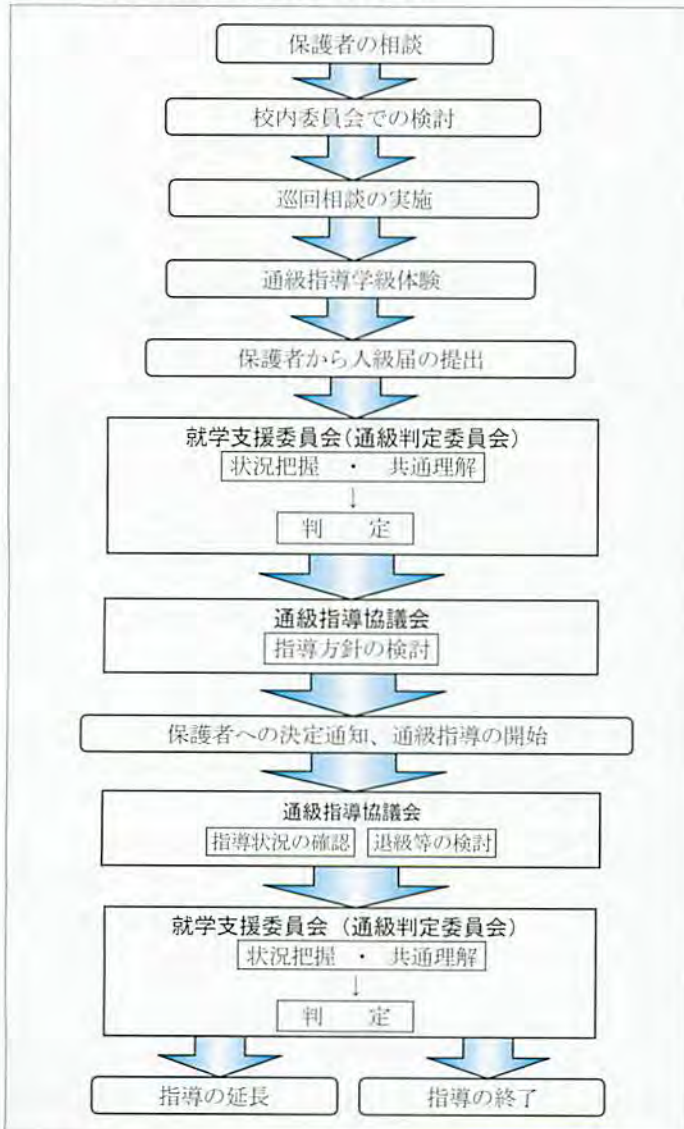 保護者の相談
校内委員会での検討
巡回相談の実施
通級指導学級体験
保護者から入級届の提出
就学支援委員会(通級判定委員会)
状況把握 ・ 共通理解
↓
判 定
通級指導協議会
指導方針の検討
保護者への決定通知、通級指導の開始
通級指導協議会
指導状況の確認 退級等の検討
就学支援委員会(通級判定委員会)
状況把握 ・ 共通理解
↓
判 定
指導の延長 指導の終了